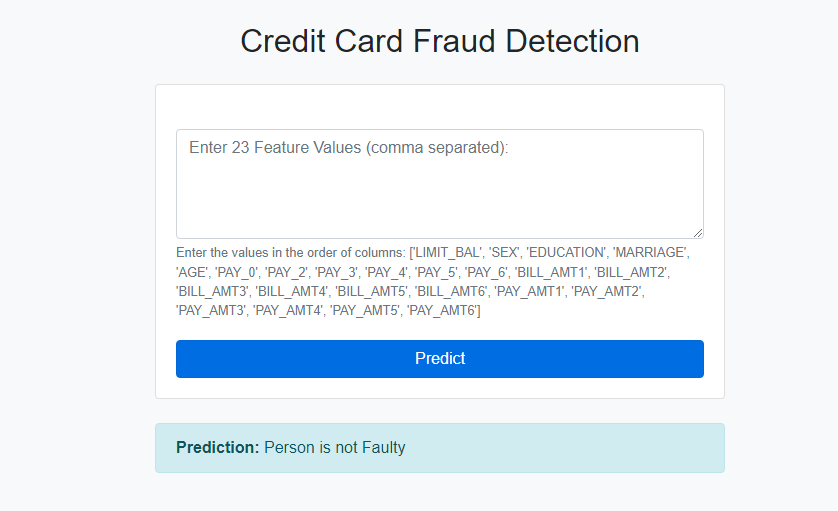 Credit Card Fraud Detection
Enter 23 Feature Values (comma separated):
Enter the values in the order of columns: ['LIMIT_BAL', 'SEX', 'EDUCATION', 'MARRIAGE',
'AGE', 'PAY_0', 'PAY_2', 'PAY_3', 'PAY_4', 'PAY_5', 'PAY_6', 'BILL_AMT1', 'BILL_AMT2',
'BILL_AMT3', 'BILL_AMT4', 'BILL_AMT5', 'BILL_AMT6', 'PAY_AMT1', 'PAY_AMT2',
'PAY_AMT3', 'PAY_AMT4', 'PAY_AMT5', 'PAY_AMT6']
Predict
Prediction: Person is not Faulty